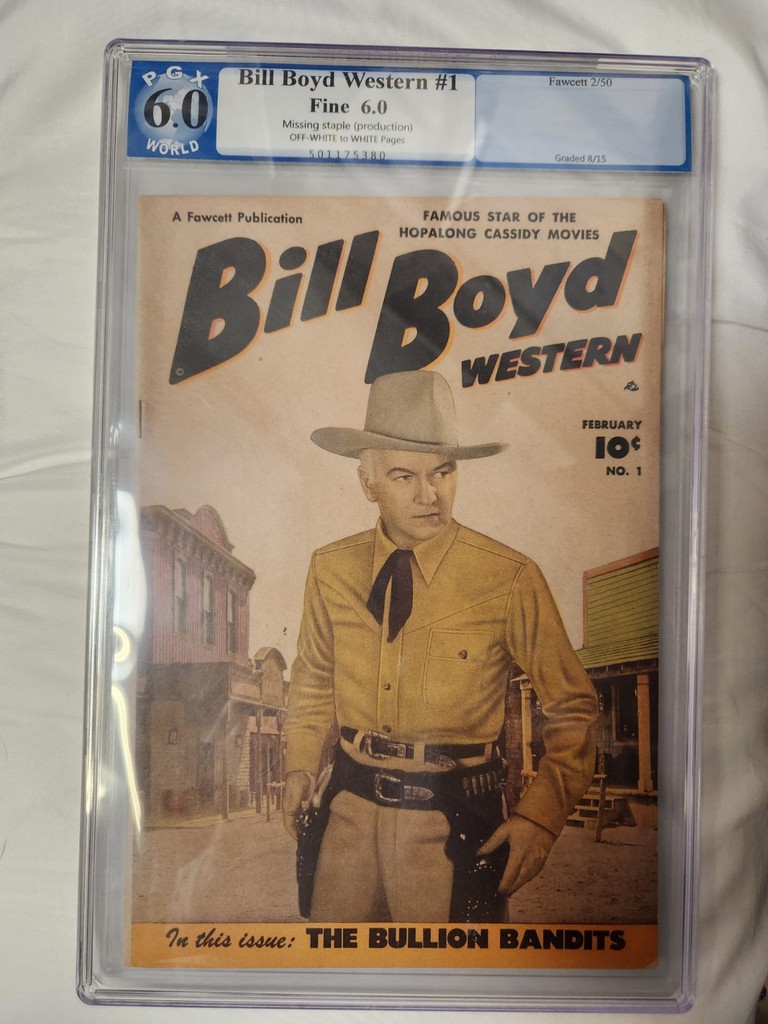 PGX
6.0
WORLD
Bill Boyd Western #1
Fine 6.0
Missing staple (production)
OFF-WHITE to WHITE Pages
501175380
Fawcett 2/50
Graded 8/15
A Fawcett Publication
FAMOUS STAR OF THE
HOPALONG CASSIDY MOVIES
Bill Boyd
WESTERN
©
FEBRUARY
10¢
NO. 1
In this issue: THE BULLION BANDITS